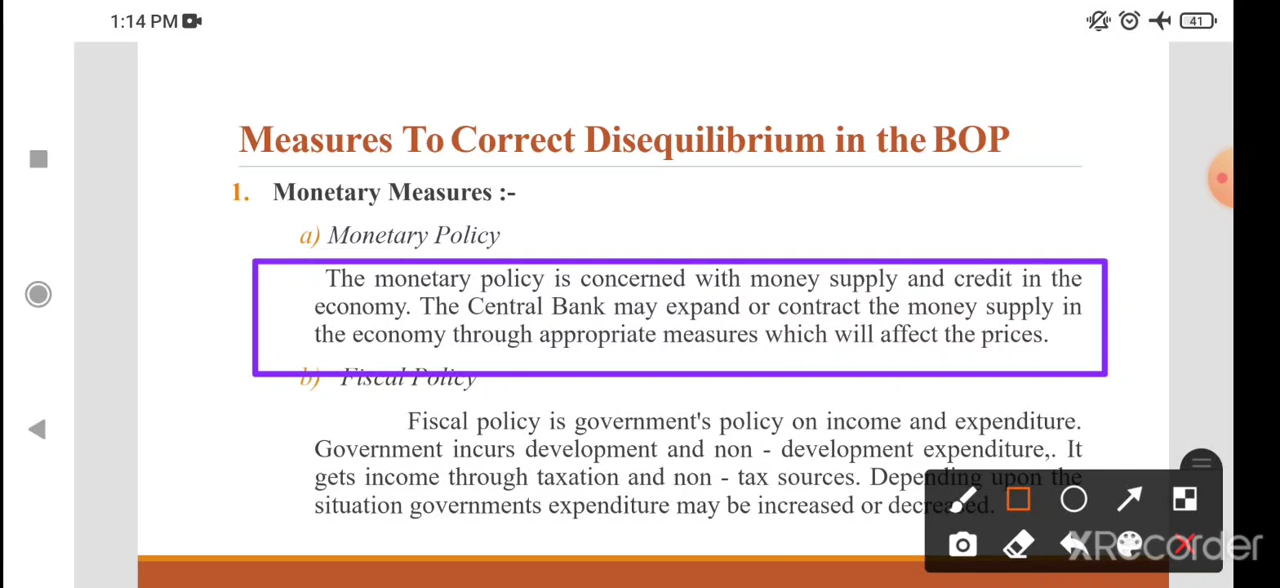 1:14 PM
41
Measures To Correct Disequilibrium in the BOP
1. Monetary Measures :-
a) Monetary Policy
The monetary policy is concerned with money supply and credit in the
economy. The Central Bank may expand or contract the money supply in
the economy through appropriate measures which will affect the prices.
b) Fiscal Policy
Fiscal policy is government's policy on income and expenditure.
Government incurs development and non - development expenditure,. It
gets income through taxation and non - tax sources. Depending upon the
situation governments expenditure may be increased or decreased.
XRecorder